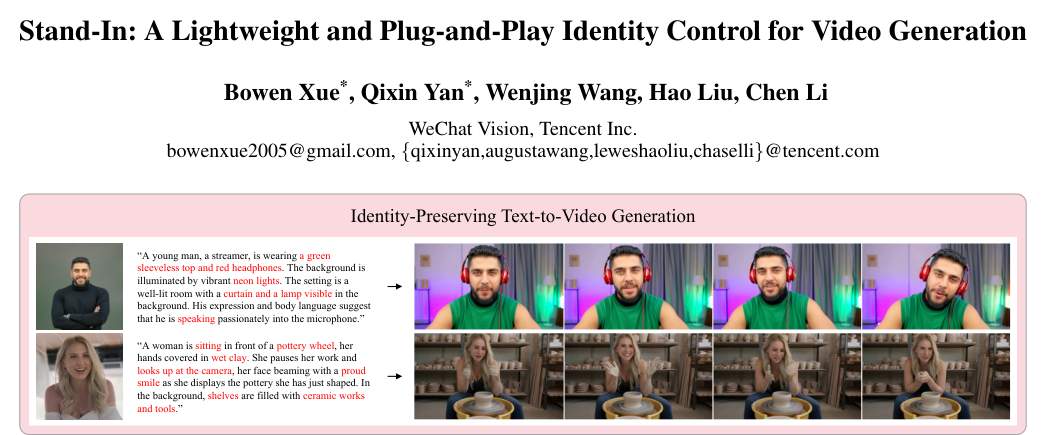 Stand-In: A Lightweight and Plug-and-Play Identity Control for Video Generation
Bowen Xue*, Qixin Yan*, Wenjing Wang, Hao Liu, Chen Li
WeChat Vision, Tencent Inc.
bowenxue2005@gmail.com, {qixinyan,augustawang,leweshaoliu,chaselli}@tencent.com
Identity-Preserving Text-to-Video Generation
“A young man, a streamer, is wearing a green
sleeveless top and red headphones. The background is
illuminated by vibrant neon lights. The setting is a
well-lit room with a curtain and a lamp visible in the
background. His expression and body language suggest
that he is speaking passionately into the microphone.”
“A woman is sitting in front of a pottery wheel, her
hands covered in wet clay. She pauses her work and
looks up at the camera, her face beaming with a proud
smile as she displays the pottery she has just shaped. In
the background, shelves are filled with ceramic works
and tools.”